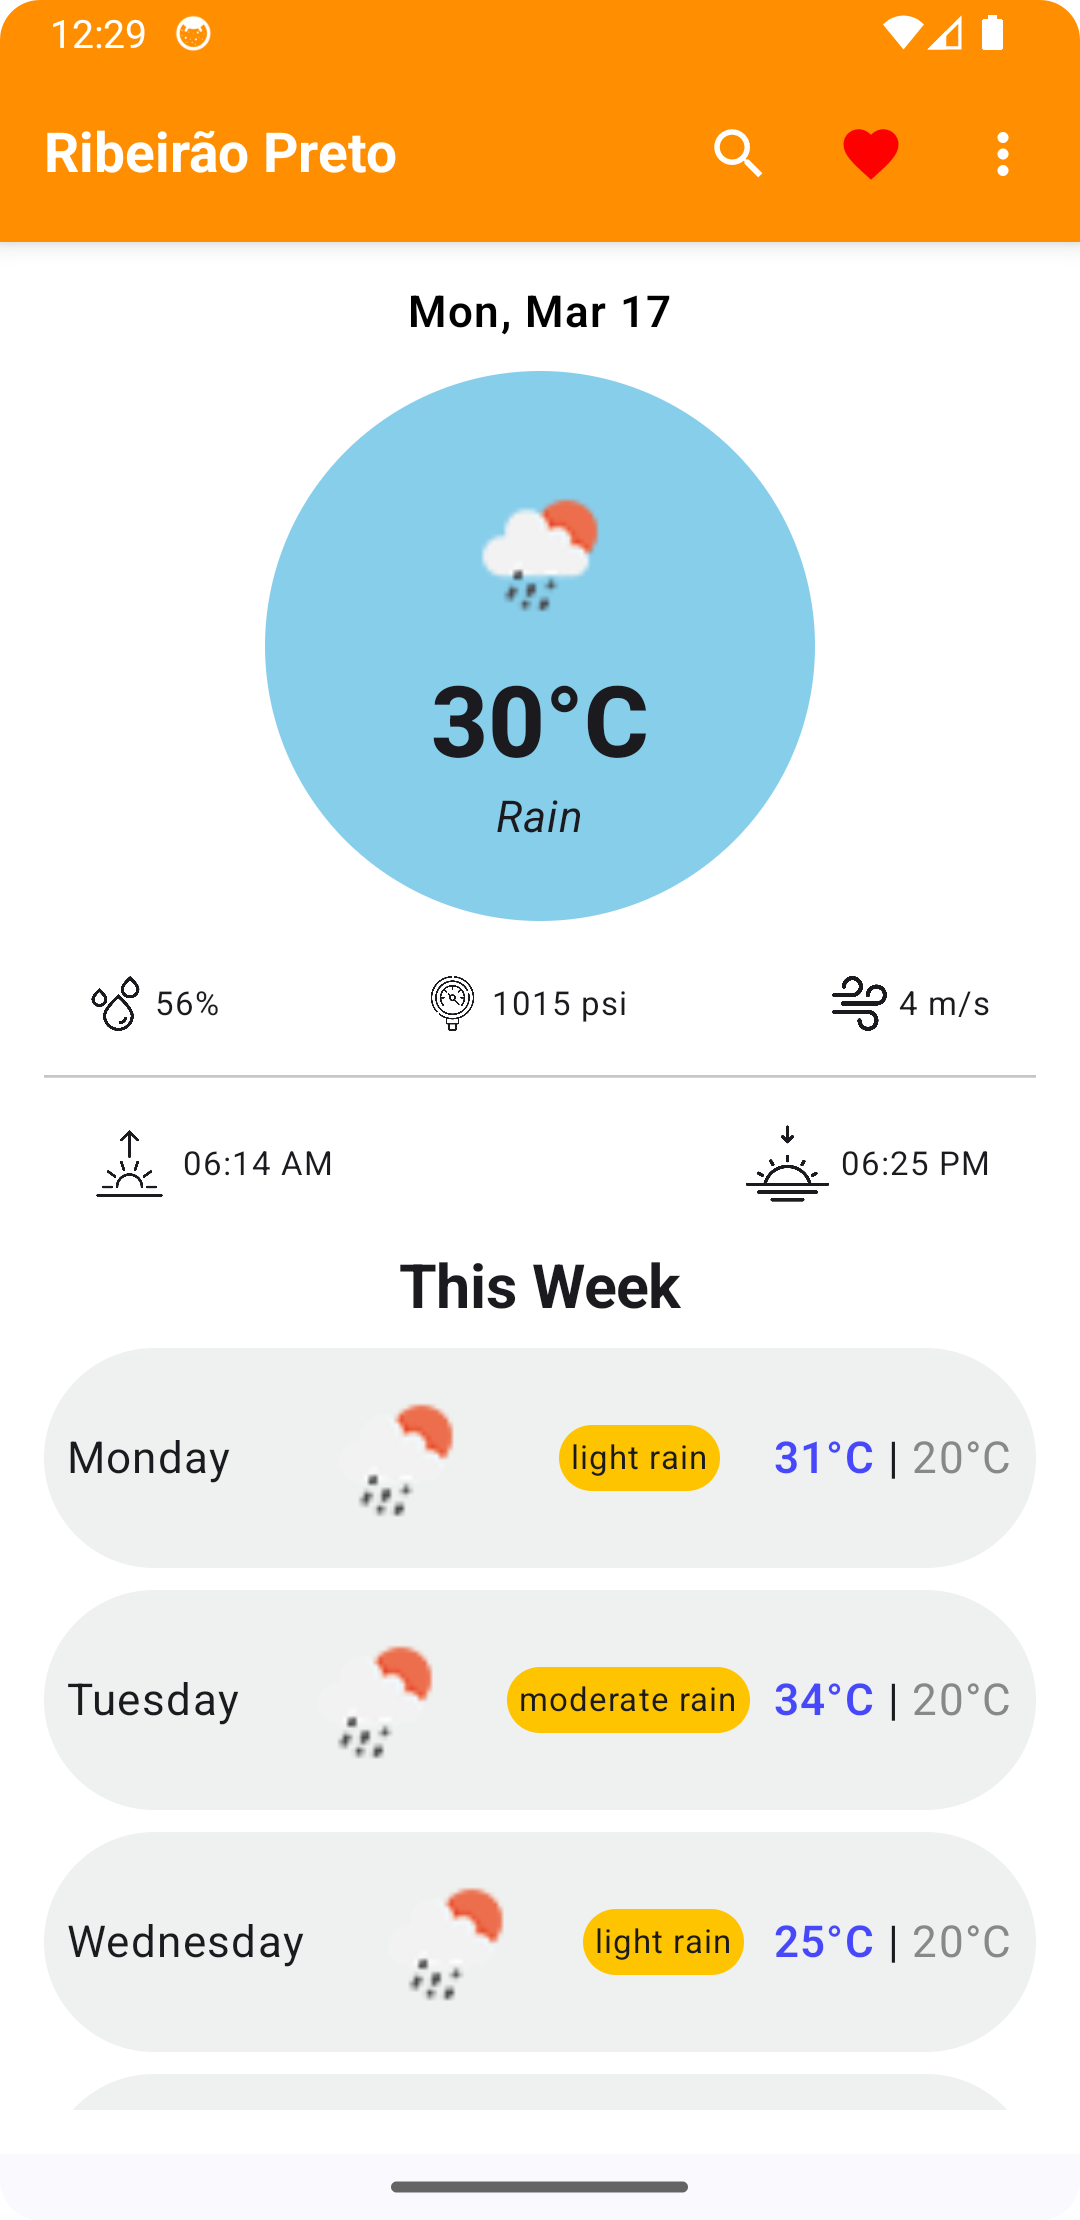 12:29
Ribeirão Preto
Mon, Mar 17
30°C
Rain
56% 1015 psi 4 m/s
06:14 AM 06:25 PM
This Week
Monday light rain 31°C | 20°C
Tuesday moderate rain 34°C | 20°C
Wednesday light rain 25°C | 20°C